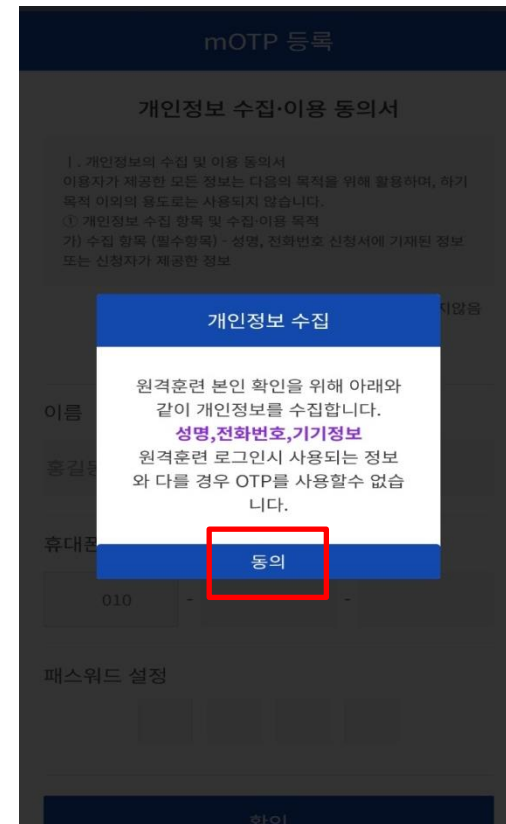 mOTP 등록
개인정보 수집·이용 동의서
Ⅰ. 개인정보의 수집 및 이용 동의서
이용자가 제공한 모든 정보는 다음의 목적을 위해 활용하며, 하기
목적 이외의 용도로는 사용되지 않습니다.
① 개인정보 수집 항목 및 수집·이용 목적
가) 수집 항목 (필수항목) - 성명, 전화번호 신청서에 기재된 정보
또는 신청자가 제공한 정보
지않음
개인정보 수집
원격훈련 본인 확인을 위해 아래와
같이 개인정보를 수집합니다.
성명,전화번호,기기정보
원격훈련 로그인시 사용되는 정보
와 다를 경우 OTP를 사용할수 없습
니다.
동의
이름
홍길동
휴대폰
010 - -
패스워드 설정
확인